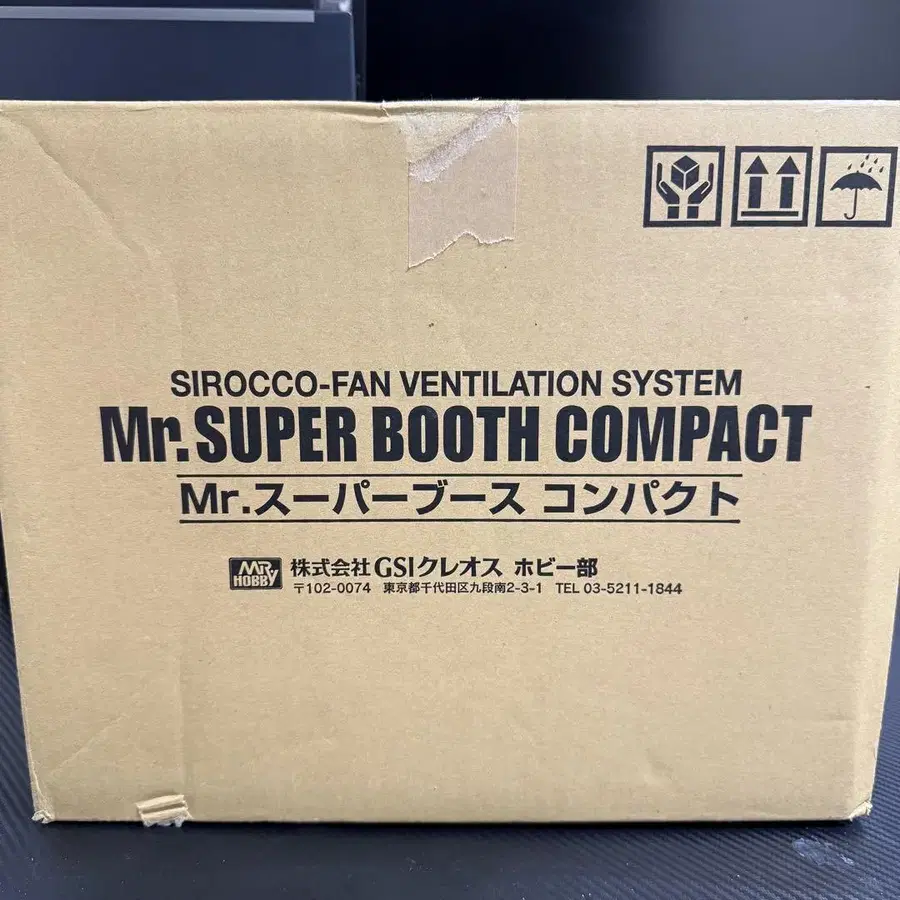 SIROCCO-FAN VENTILATION SYSTEM
Mr.SUPER BOOTH COMPACT
Mr.スーパーブース コンパクト
MR. HOBBY 株式会社 GSIクレオス ホビー部
〒102-0074 東京都千代田区九段南2-3-1 TEL 03-5211-1844